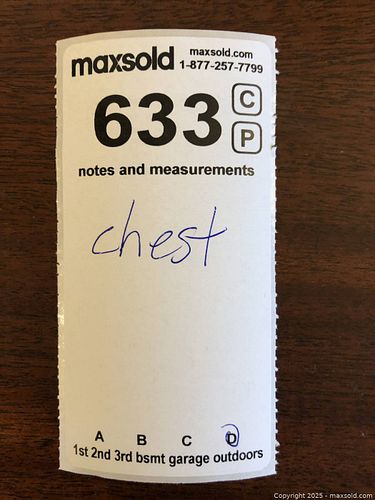 maxsold maxsold.com
1-877-257-7799
633 C
P
notes and measurements
chest
A B C D
1st 2nd 3rd bsmt garage outdoors
Copyright 2025 - maxsold.com